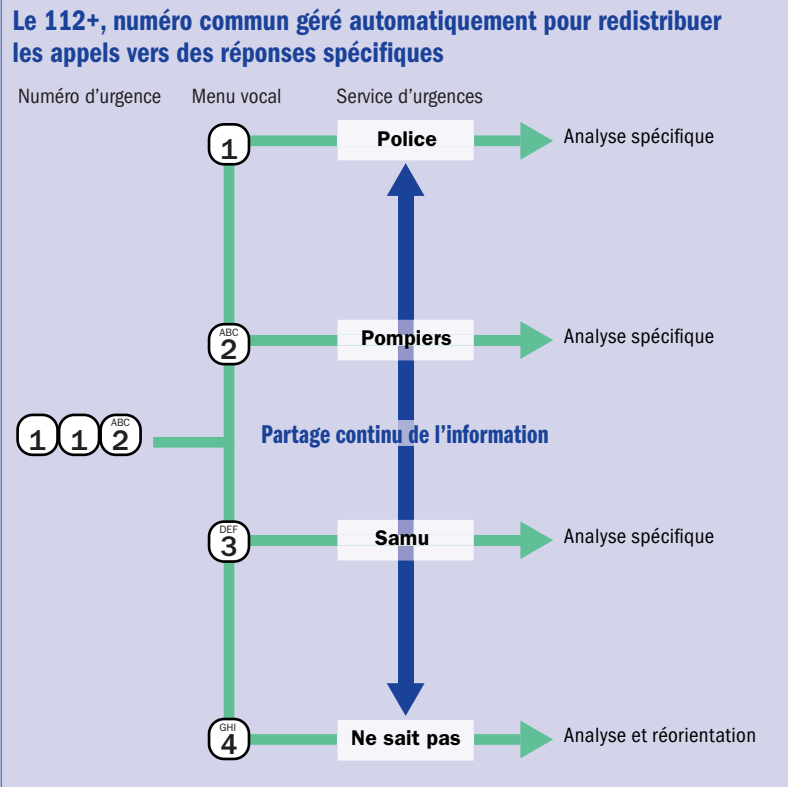 Le 112+, numéro commun géré automatiquement pour redistribuer
les appels vers des réponses spécifiques
Numéro d'urgence Menu vocal Service d'urgences
1 Police Analyse spécifique
ABC
2 Pompiers Analyse spécifique
ABC
1 1 2 Partage continu de l'information
DEF
3 Samu Analyse spécifique
GHI
4 Ne sait pas Analyse et réorientation